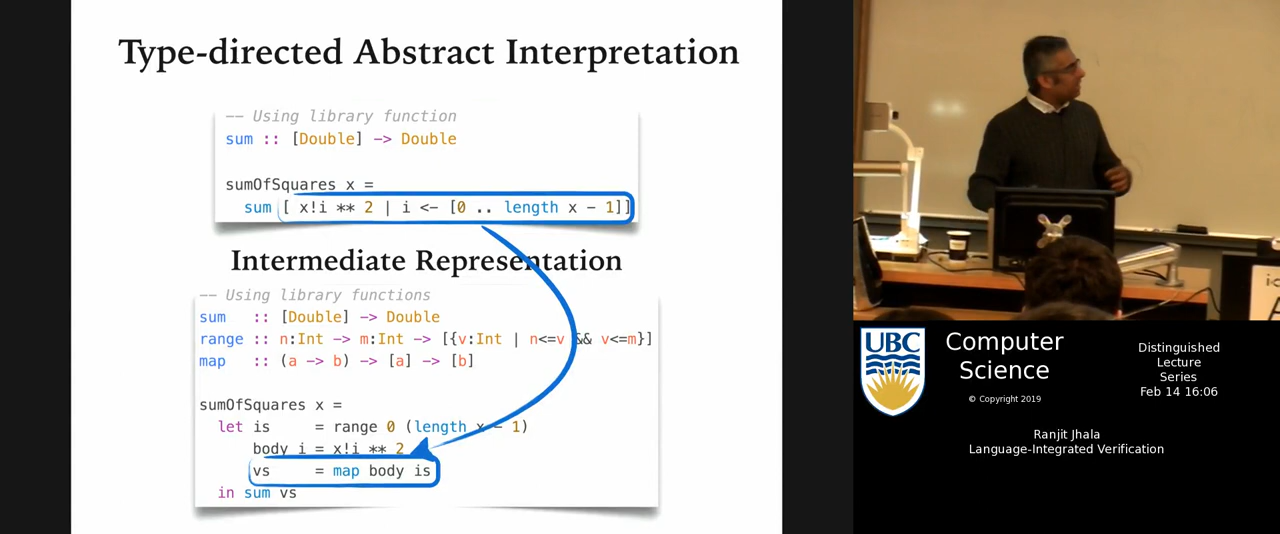 Type-directed Abstract Interpretation
-- Using library function
sum :: [Double] -> Double
sumOfSquares x =
sum [ x!i ** 2 | i <- [0 .. length x - 1]]
Intermediate Representation
-- Using library functions
sum :: [Double] -> Double
range :: n:Int -> m:Int -> [{v:Int | n<=v && v<=m}]
map :: (a -> b) -> [a] -> [b]
sumOfSquares x =
let is = range 0 (length x - 1)
body i = x!i ** 2
vs = map body is
in sum vs
UBC
Computer
Science
© Copyright 2019
Distinguished
Lecture
Series
Feb 14 16:06
Ranjit Jhala
Language-Integrated Verification